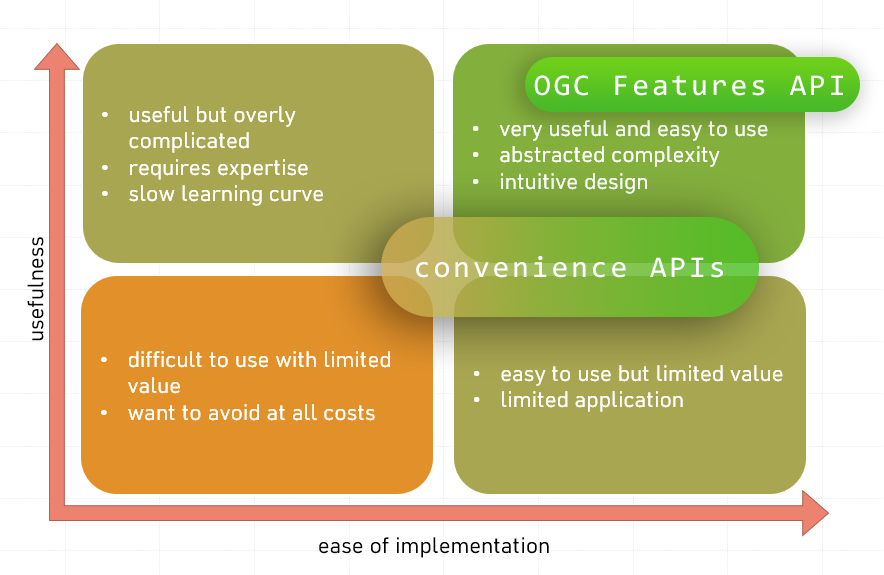 OGC Features API
• useful but overly
complicated
• requires expertise
• slow learning curve
• very useful and easy to use
• abstracted complexity
• intuitive design
usefulness
convenience APIs
• difficult to use with limited
value
• want to avoid at all costs
• easy to use but limited value
• limited application
ease of implementation